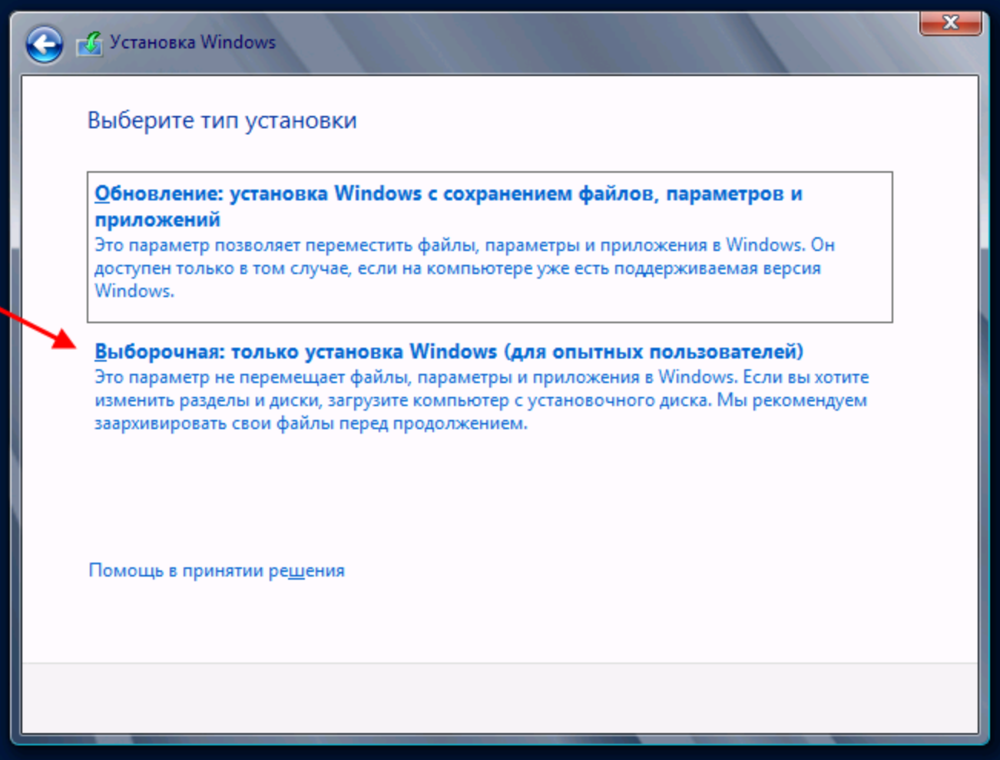 Установка Windows
Выберите тип установки
Обновление: установка Windows с сохранением файлов, параметров и
приложений
Это параметр позволяет переместить файлы, параметры и приложения в Windows. Он
доступен только в том случае, если на компьютере уже есть поддерживаемая версия
Windows.
Выборочная: только установка Windows (для опытных пользователей)
Это параметр не перемещает файлы, параметры и приложения в Windows. Если вы хотите
изменить разделы и диски, загрузите компьютер с установочного диска. Мы рекомендуем
заархивировать свои файлы перед продолжением.
Помощь в принятии решения